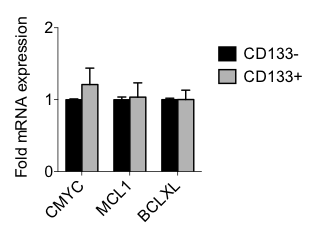 Fold mRNA expression
2
1
0
CMYC
MCL1
BCLXL
CD133-
CD133+